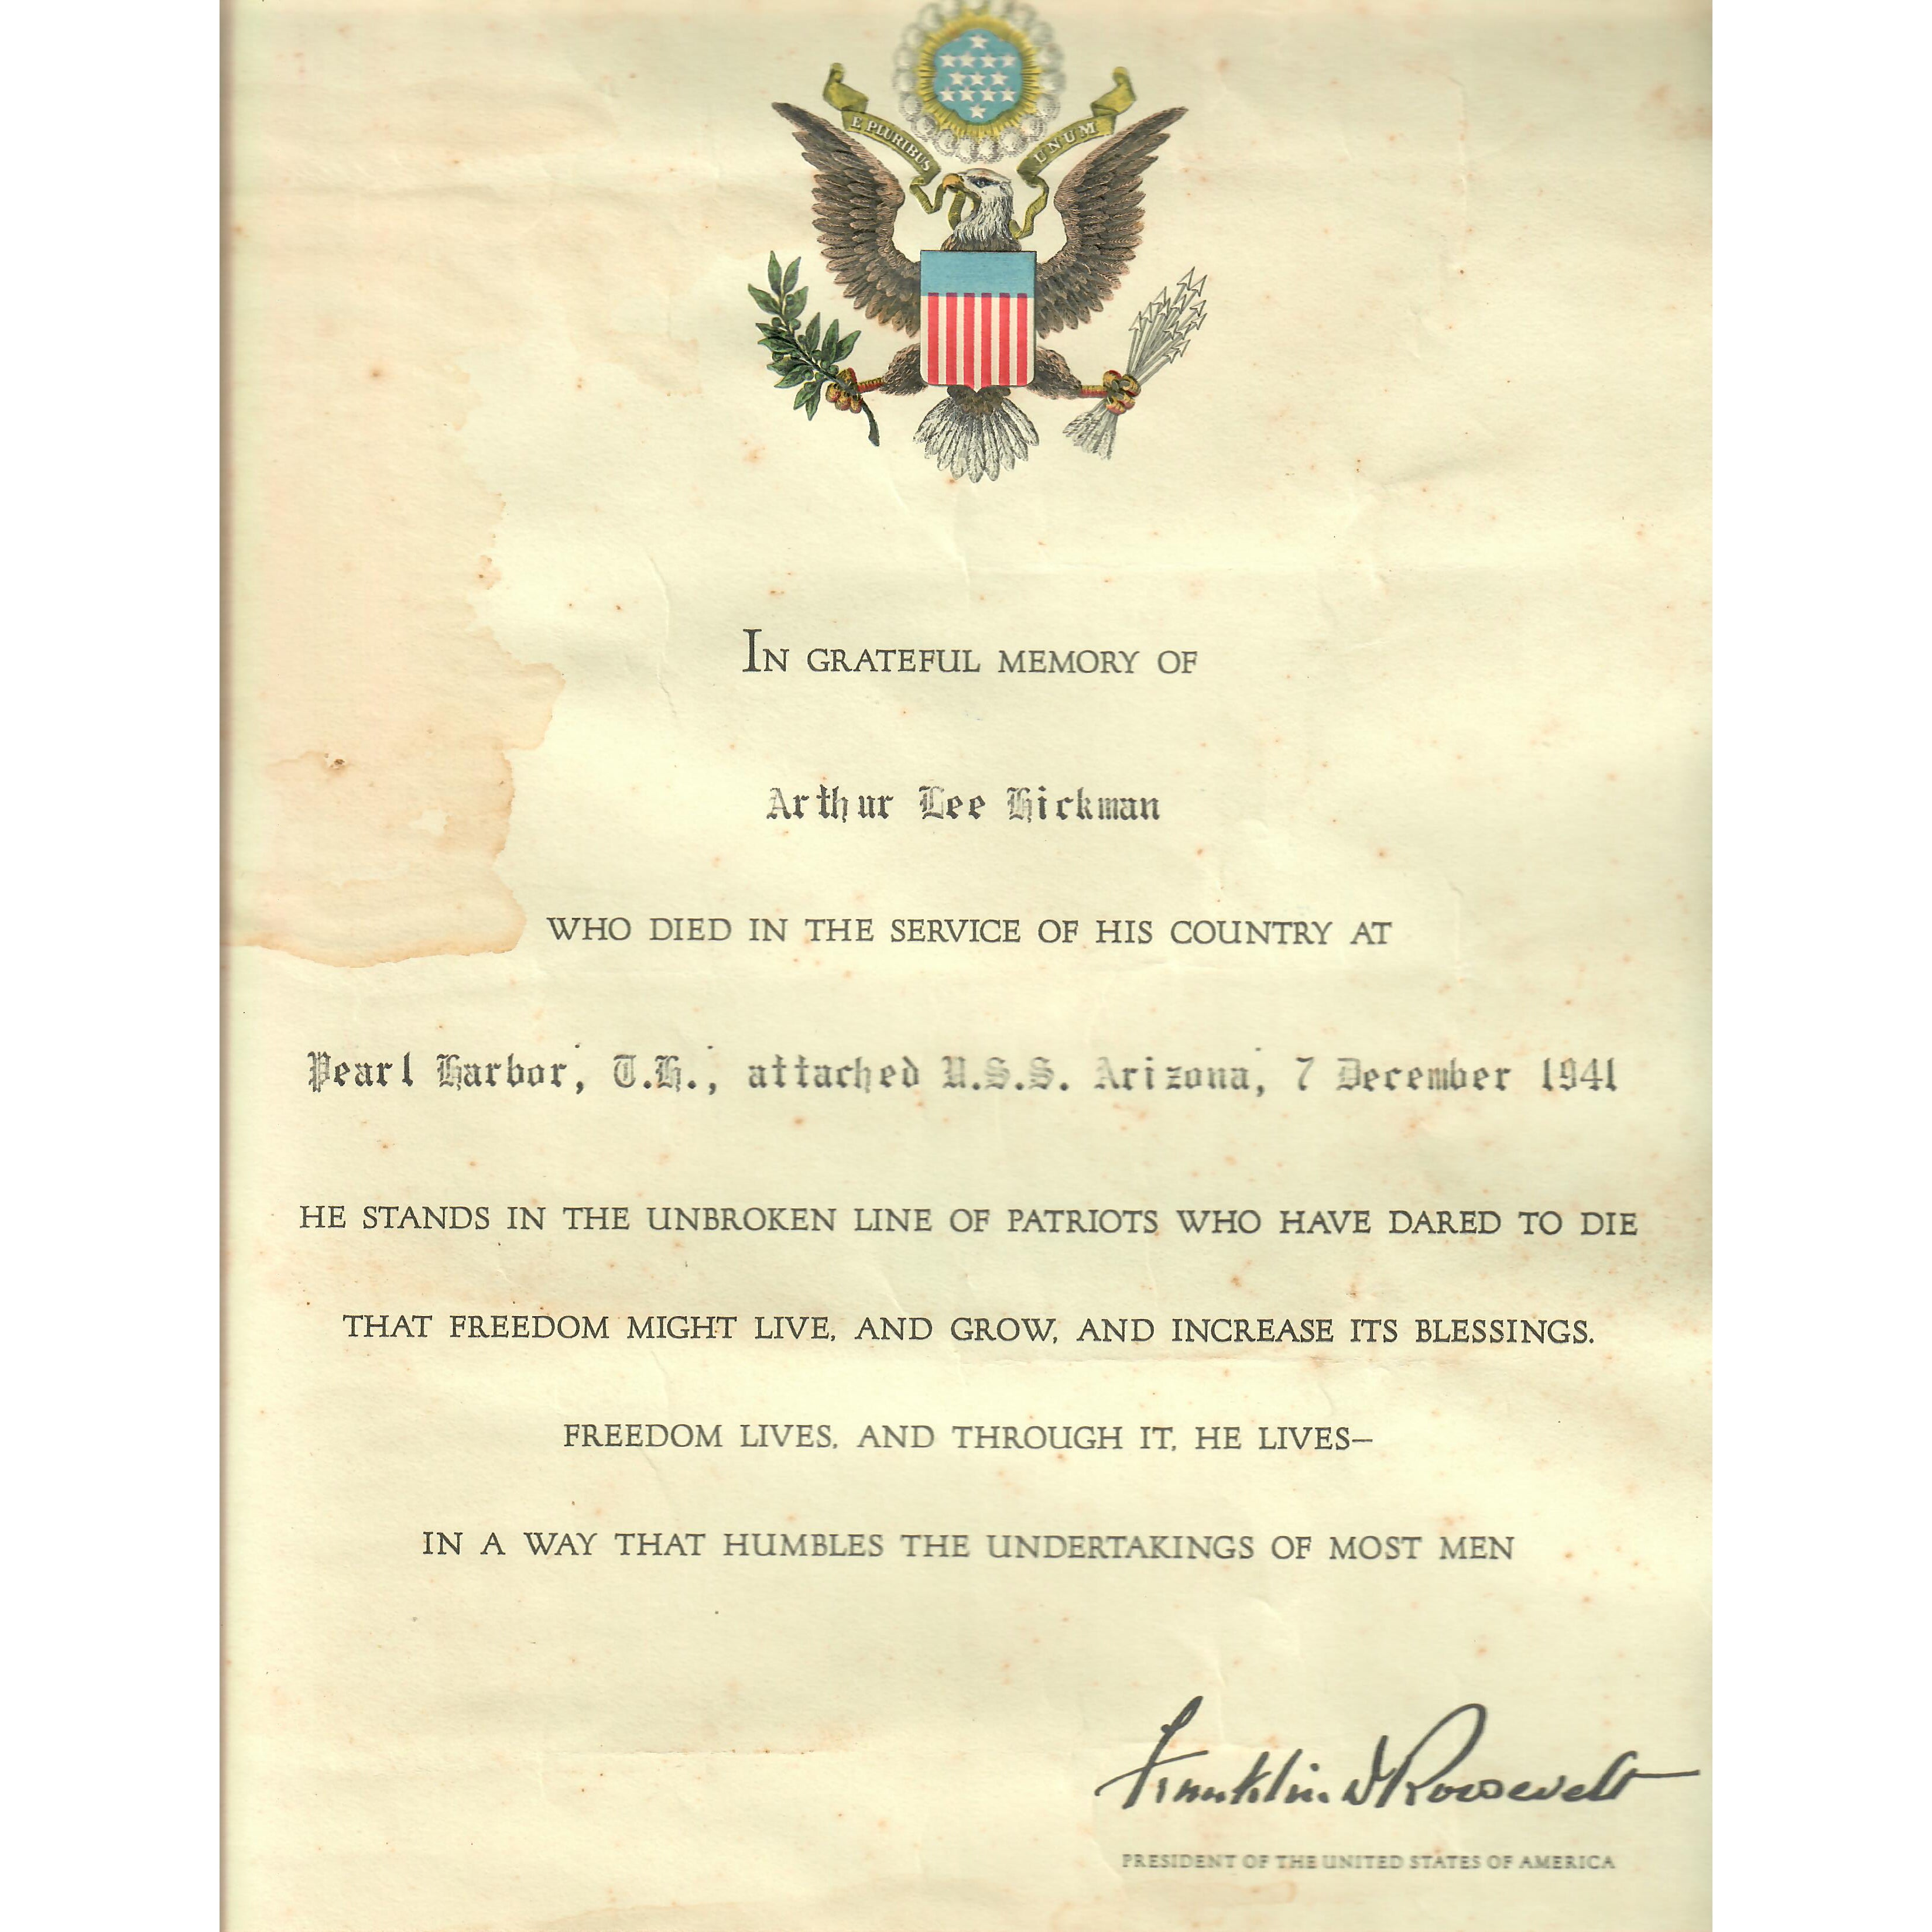 E PLURIBUS UNUM
IN GRATEFUL MEMORY OF
Arthur Lee Hickman
WHO DIED IN THE SERVICE OF HIS COUNTRY AT
Pearl Harbor, T.H., attached U.S.S. Arizona, 7 December 1941
HE STANDS IN THE UNBROKEN LINE OF PATRIOTS WHO HAVE DARED TO DIE
THAT FREEDOM MIGHT LIVE, AND GROW, AND INCREASE ITS BLESSINGS.
FREEDOM LIVES, AND THROUGH IT, HE LIVES—
IN A WAY THAT HUMBLES THE UNDERTAKINGS OF MOST MEN
Franklin D Roosevelt
PRESIDENT OF THE UNITED STATES OF AMERICA